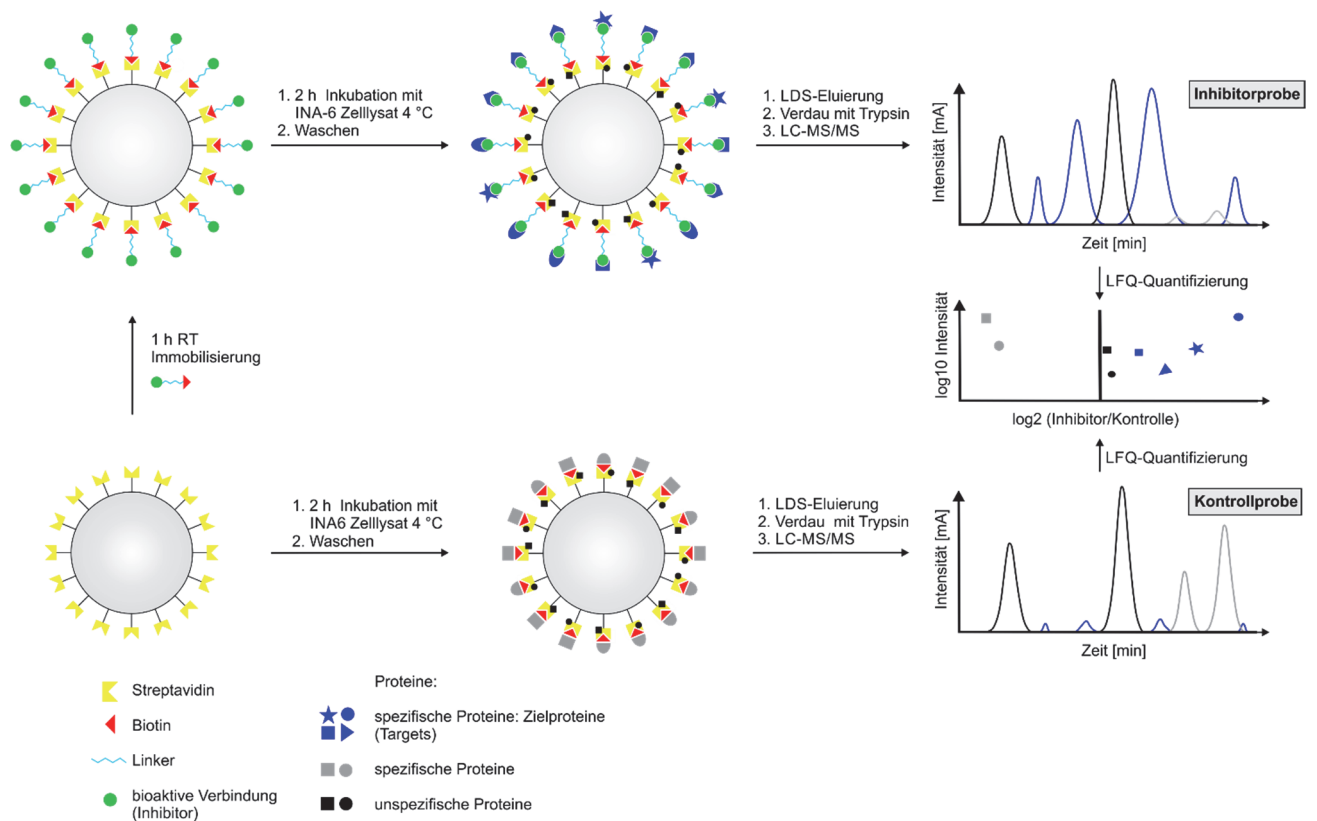 1. 2 h Inkubation mit
INA-6 Zelllysat 4 °C
2. Waschen
1. LDS-Eluierung
2. Verdau mit Trypsin
3. LC-MS/MS
Intensität [mA]
Inhibitorprobe
Zeit [min]
LFQ-Quantifizierung
1 h RT
Immobilisierung
log10 Intensität
log2 (Inhibitor/Kontrolle)
LFQ-Quantifizierung
1. 2 h Inkubation mit
INA6 Zelllysat 4 °C
2. Waschen
1. LDS-Eluierung
2. Verdau mit Trypsin
3. LC-MS/MS
Intensität [mA]
Kontrollprobe
Zeit [min]
Streptavidin
Biotin
Linker
bioaktive Verbindung
(Inhibitor)
Proteine:
spezifische Proteine: Zielproteine
(Targets)
spezifische Proteine
unspezifische Proteine